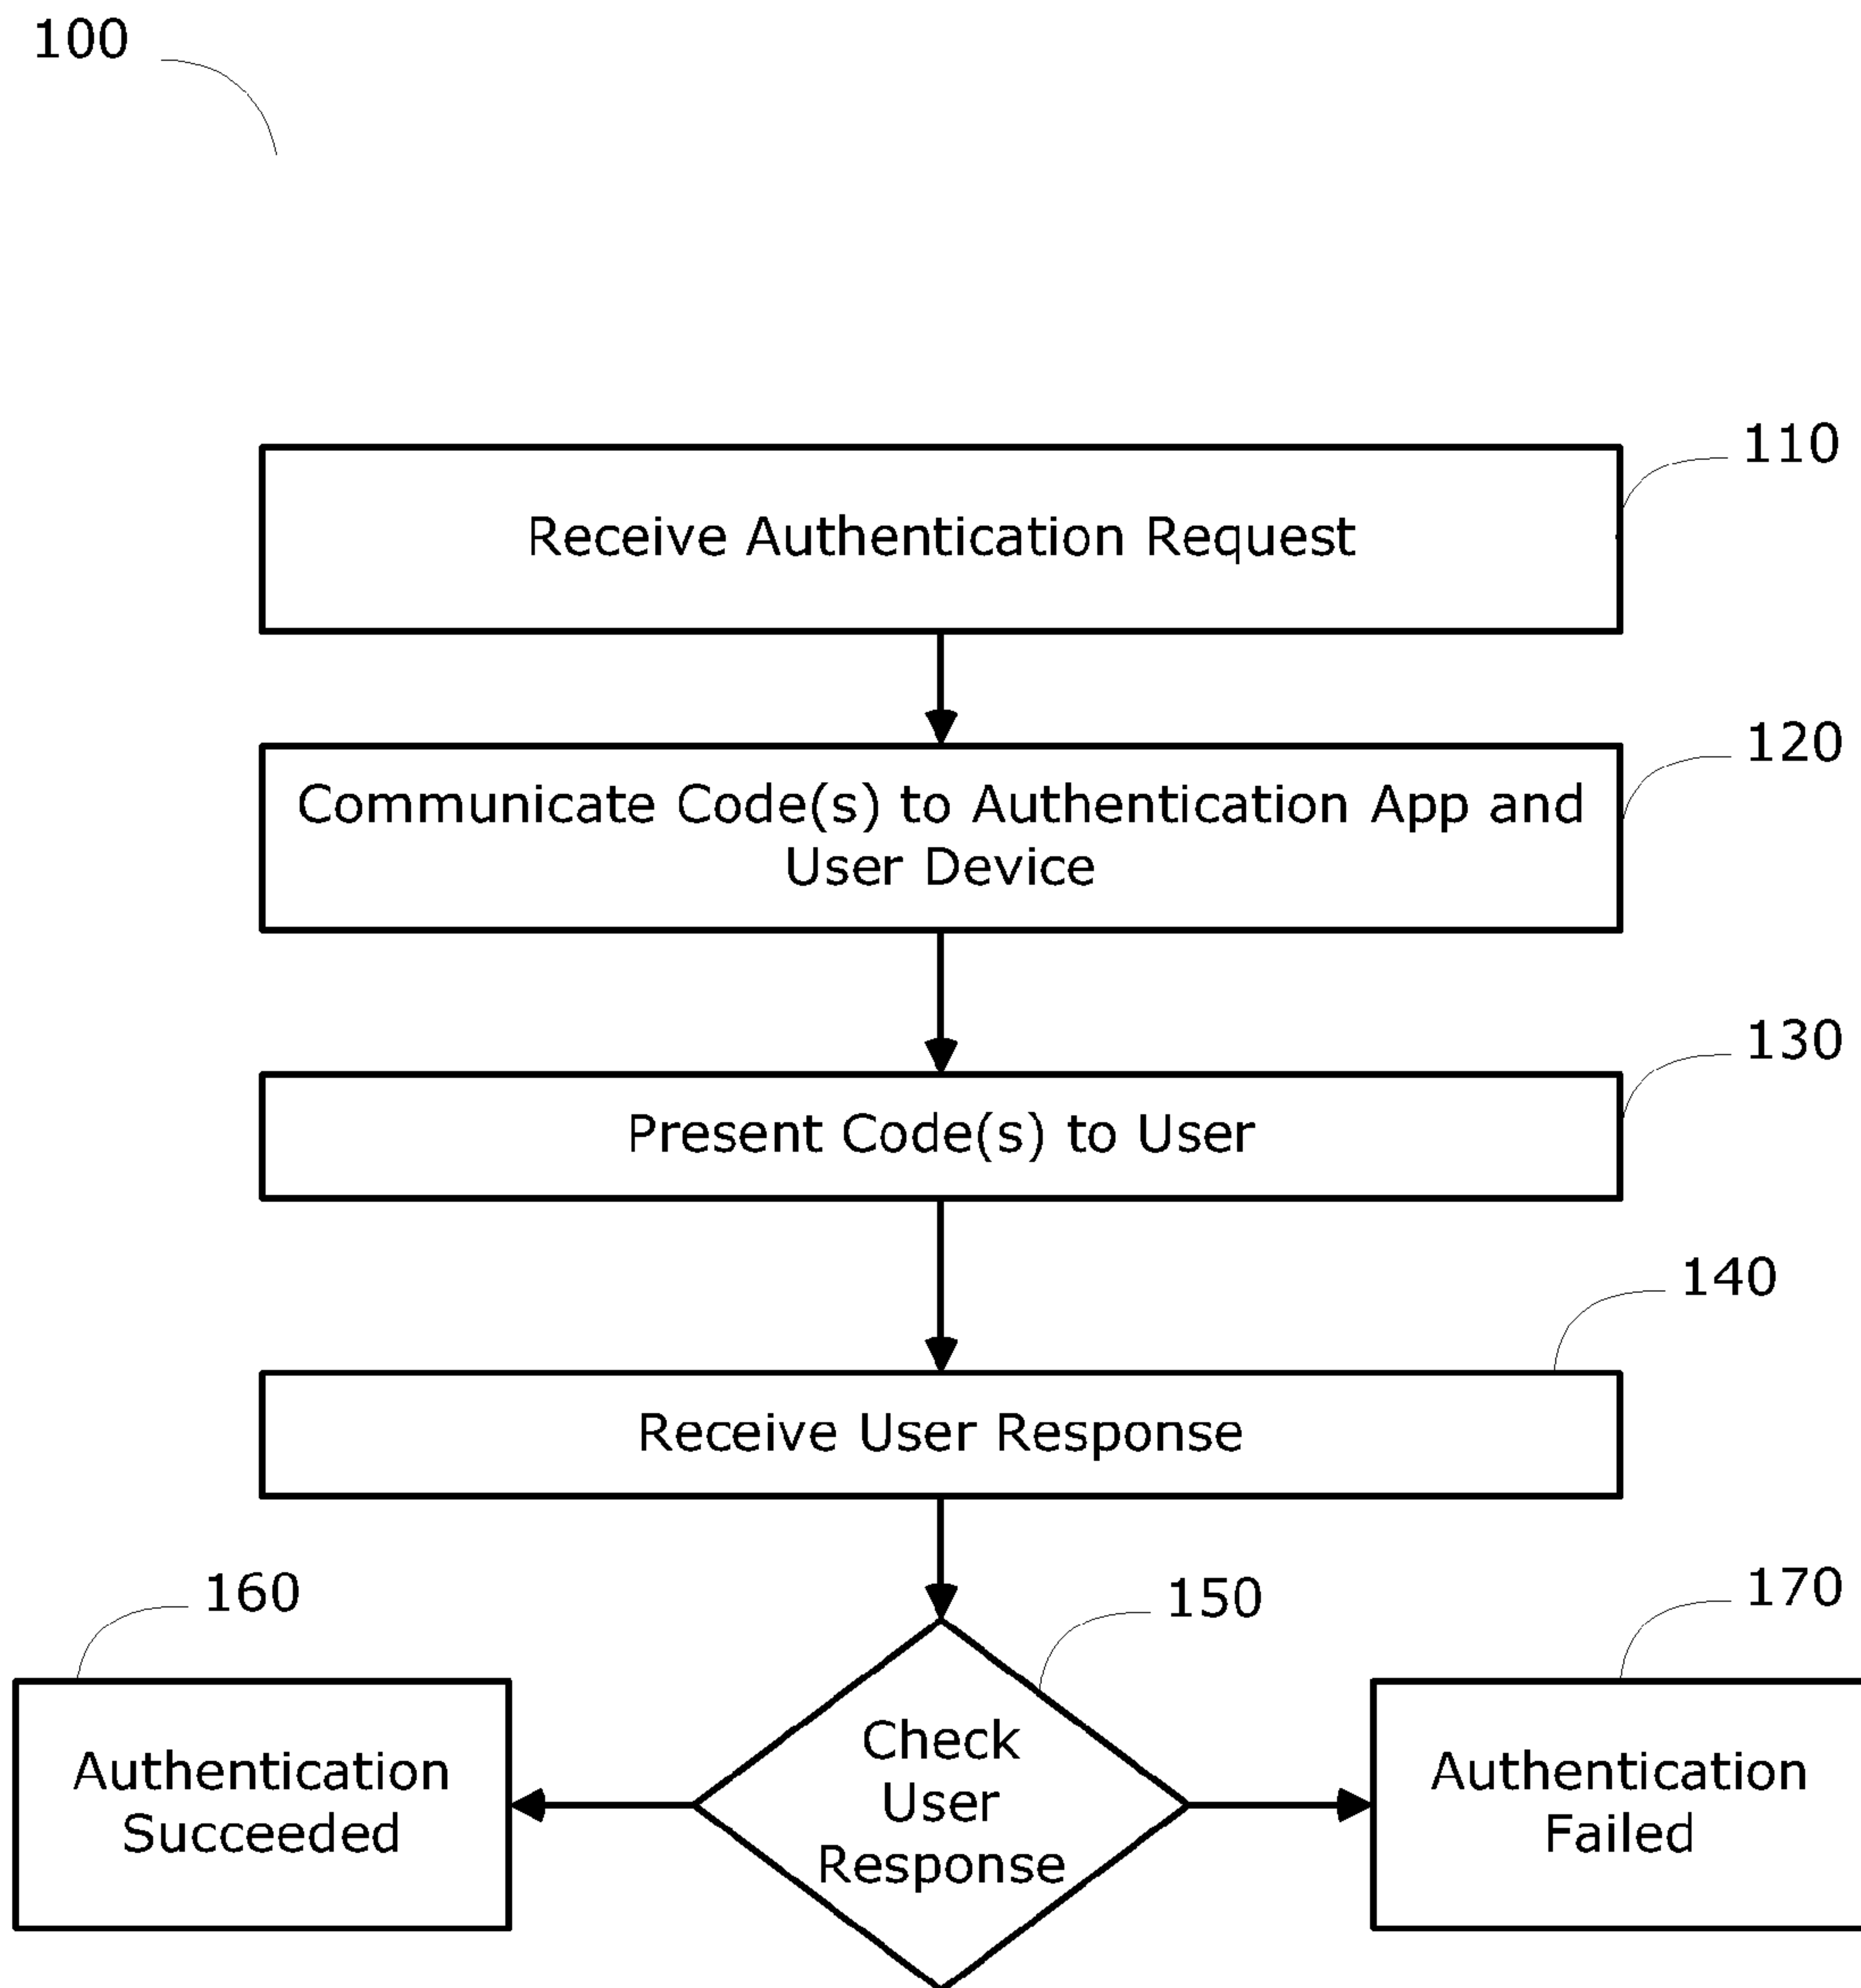 100
110
Receive Authentication Request
120
Communicate Code(s) to Authentication App and
User Device
130
Present Code(s) to User
140
Receive User Response
160
150
170
Authentication
Succeeded
Check
User
Response
Authentication
Failed